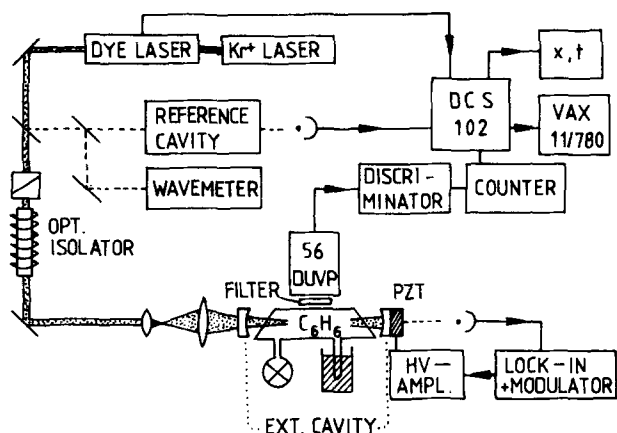 DYE LASER
Kr+ LASER
x,t
DCS
102
REFERENCE
CAVITY
VAX
11/780
WAVEMETER
DISCRI-
MINATOR
COUNTER
OPT.
ISOLATOR
56
DUVP
FILTER
PZT
C6H6
HV-
AMPL.
LOCK-IN
+MODULATOR
EXT. CAVITY